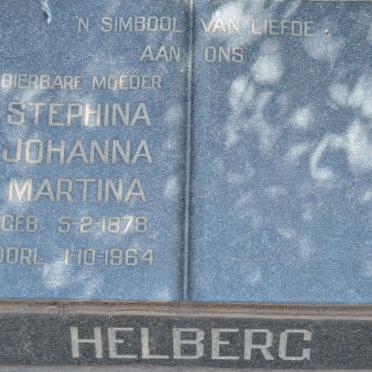 'N SIMBOOL VAN LIEFDE
AAN ONS
DIERBARE MOEDER
STEPHINA
JOHANNA
MARTINA
GEB. 5-2-1878
OORL. 1-10-1964
HELBERG